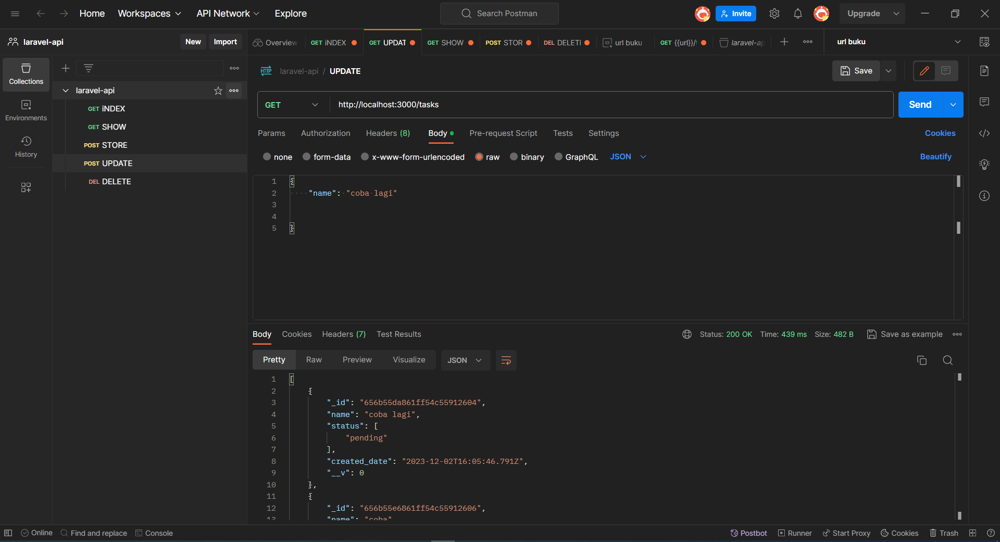 Home Workspaces API Network Explore Search Postman Invite Upgrade
laravel-api New Import Overview GET iNDEX GET UPDAT GET SHOW POST STOR DEL DELETI url buku GET {{url}}/ laravel-ap url buku
Collections
Environments
History
laravel-api
GET iNDEX
GET SHOW
POST STORE
POST UPDATE
DEL DELETE
HTTP laravel-api / UPDATE Save
GET http://localhost:3000/tasks Send
Params Authorization Headers (8) Body Pre-request Script Tests Settings Cookies
none form-data x-www-form-urlencoded raw binary GraphQL JSON Beautify
1 {
2 "name": "coba lagi"
3
4
5 }
Body Cookies Headers (7) Test Results Status: 200 OK Time: 439 ms Size: 482 B Save as example
Pretty Raw Preview Visualize JSON
1 [
2 {
3 "_id": "656b55da861ff54c55912604",
4 "name": "coba lagi",
5 "status": [
6 "pending"
7 ],
8 "created_date": "2023-12-02T16:05:46.791Z",
9 "__v": 0
10 },
11 {
12 "_id": "656b55e6861ff54c55912606",
13 "name": "coba"
Online Find and replace Console Postbot Runner Start Proxy Cookies Trash